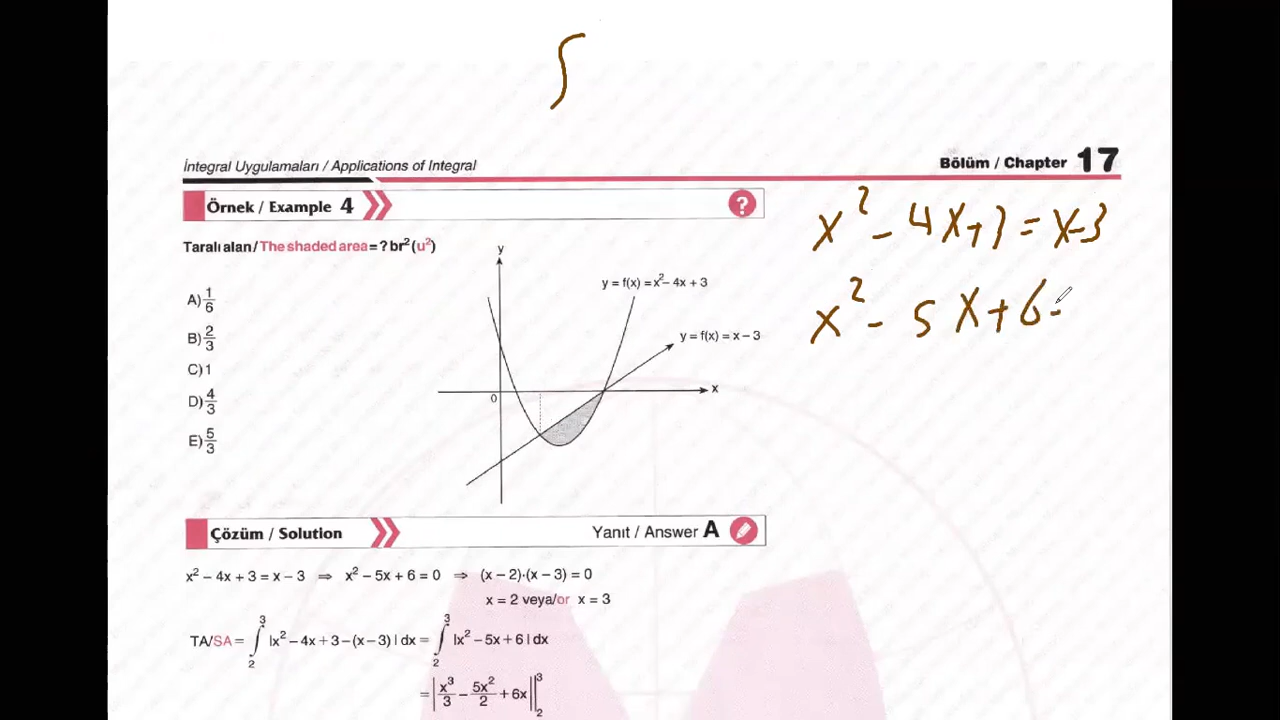 ∫
İntegral Uygulamaları / Applications of Integral
Bölüm / Chapter 17
Örnek / Example 4
?
Taralı alan/The shaded area=? br²(u²)
A) 1/6
B) 2/3
C) 1
D) 4/3
E) 5/3
y
y = f(x) = x² – 4x + 3
y = f(x) = x – 3
x
0
x² - 4x+3 = x-3
x² - 5x+6=
Çözüm / Solution
Yanıt / Answer A
x² – 4x + 3 = x – 3 ⇒ x² – 5x + 6 = 0 ⇒ (x – 2)·(x – 3) = 0
x = 2 veya/or x = 3
TA/SA = ∫₂³ |x² – 4x + 3 – (x – 3)| dx = ∫₂³ |x² – 5x + 6| dx
= |x³/3 – 5x²/2 + 6x||₂³